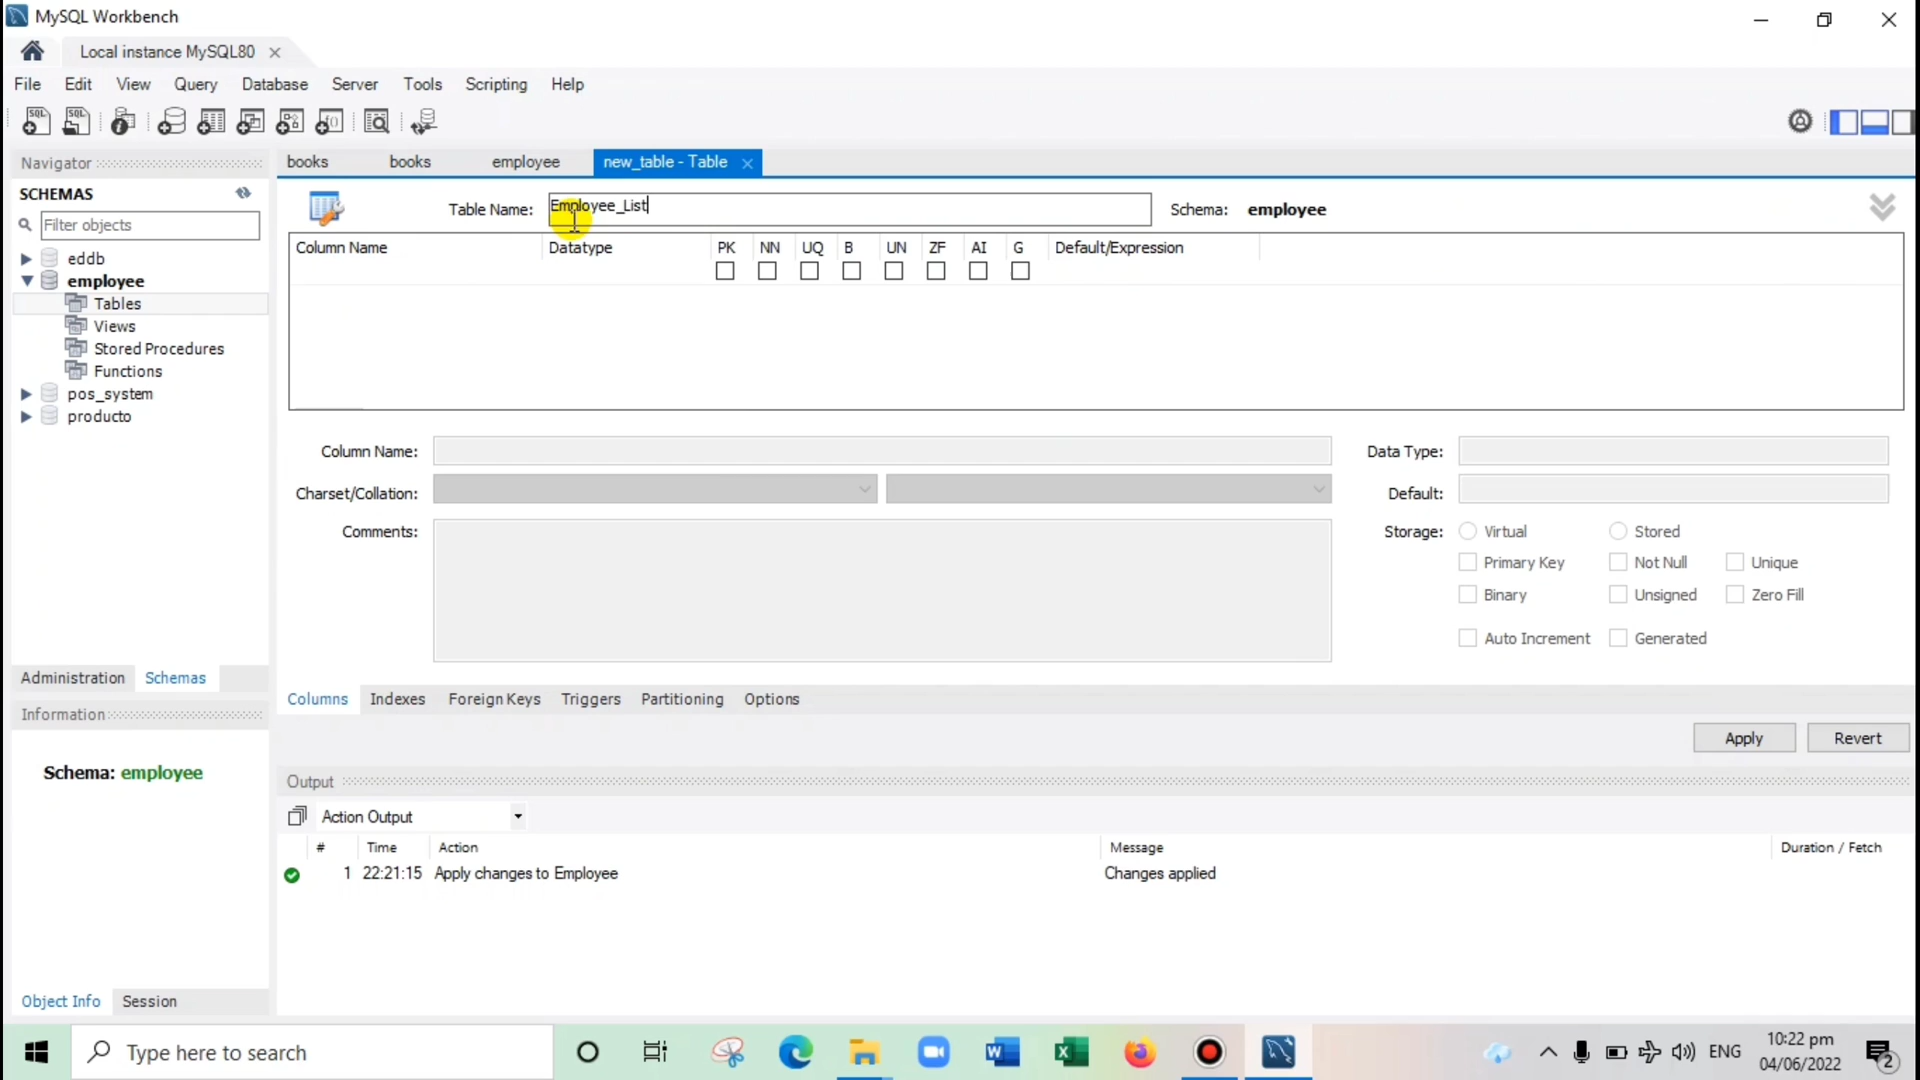 MySQL Workbench
Local instance MySQL80
File Edit View Query Database Server Tools Scripting Help
Navigator
SCHEMAS
Filter objects
eddb
employee
Tables
Views
Stored Procedures
Functions
pos_system
producto
Administration Schemas
Information
Schema: employee
Object Info Session
books books employee new_table - Table
Table Name: Employee_List Schema: employee
Column Name Datatype PK NN UQ B UN ZF AI G Default/Expression
Column Name: Data Type:
Charset/Collation: Default:
Comments: Storage: Virtual Stored
Primary Key Not Null Unique
Binary Unsigned Zero Fill
Auto Increment Generated
Columns Indexes Foreign Keys Triggers Partitioning Options
Apply Revert
Output
Action Output
# Time Action Message Duration / Fetch
1 22:21:15 Apply changes to Employee Changes applied
Type here to search
ENG
10:22 pm
04/06/2022
2